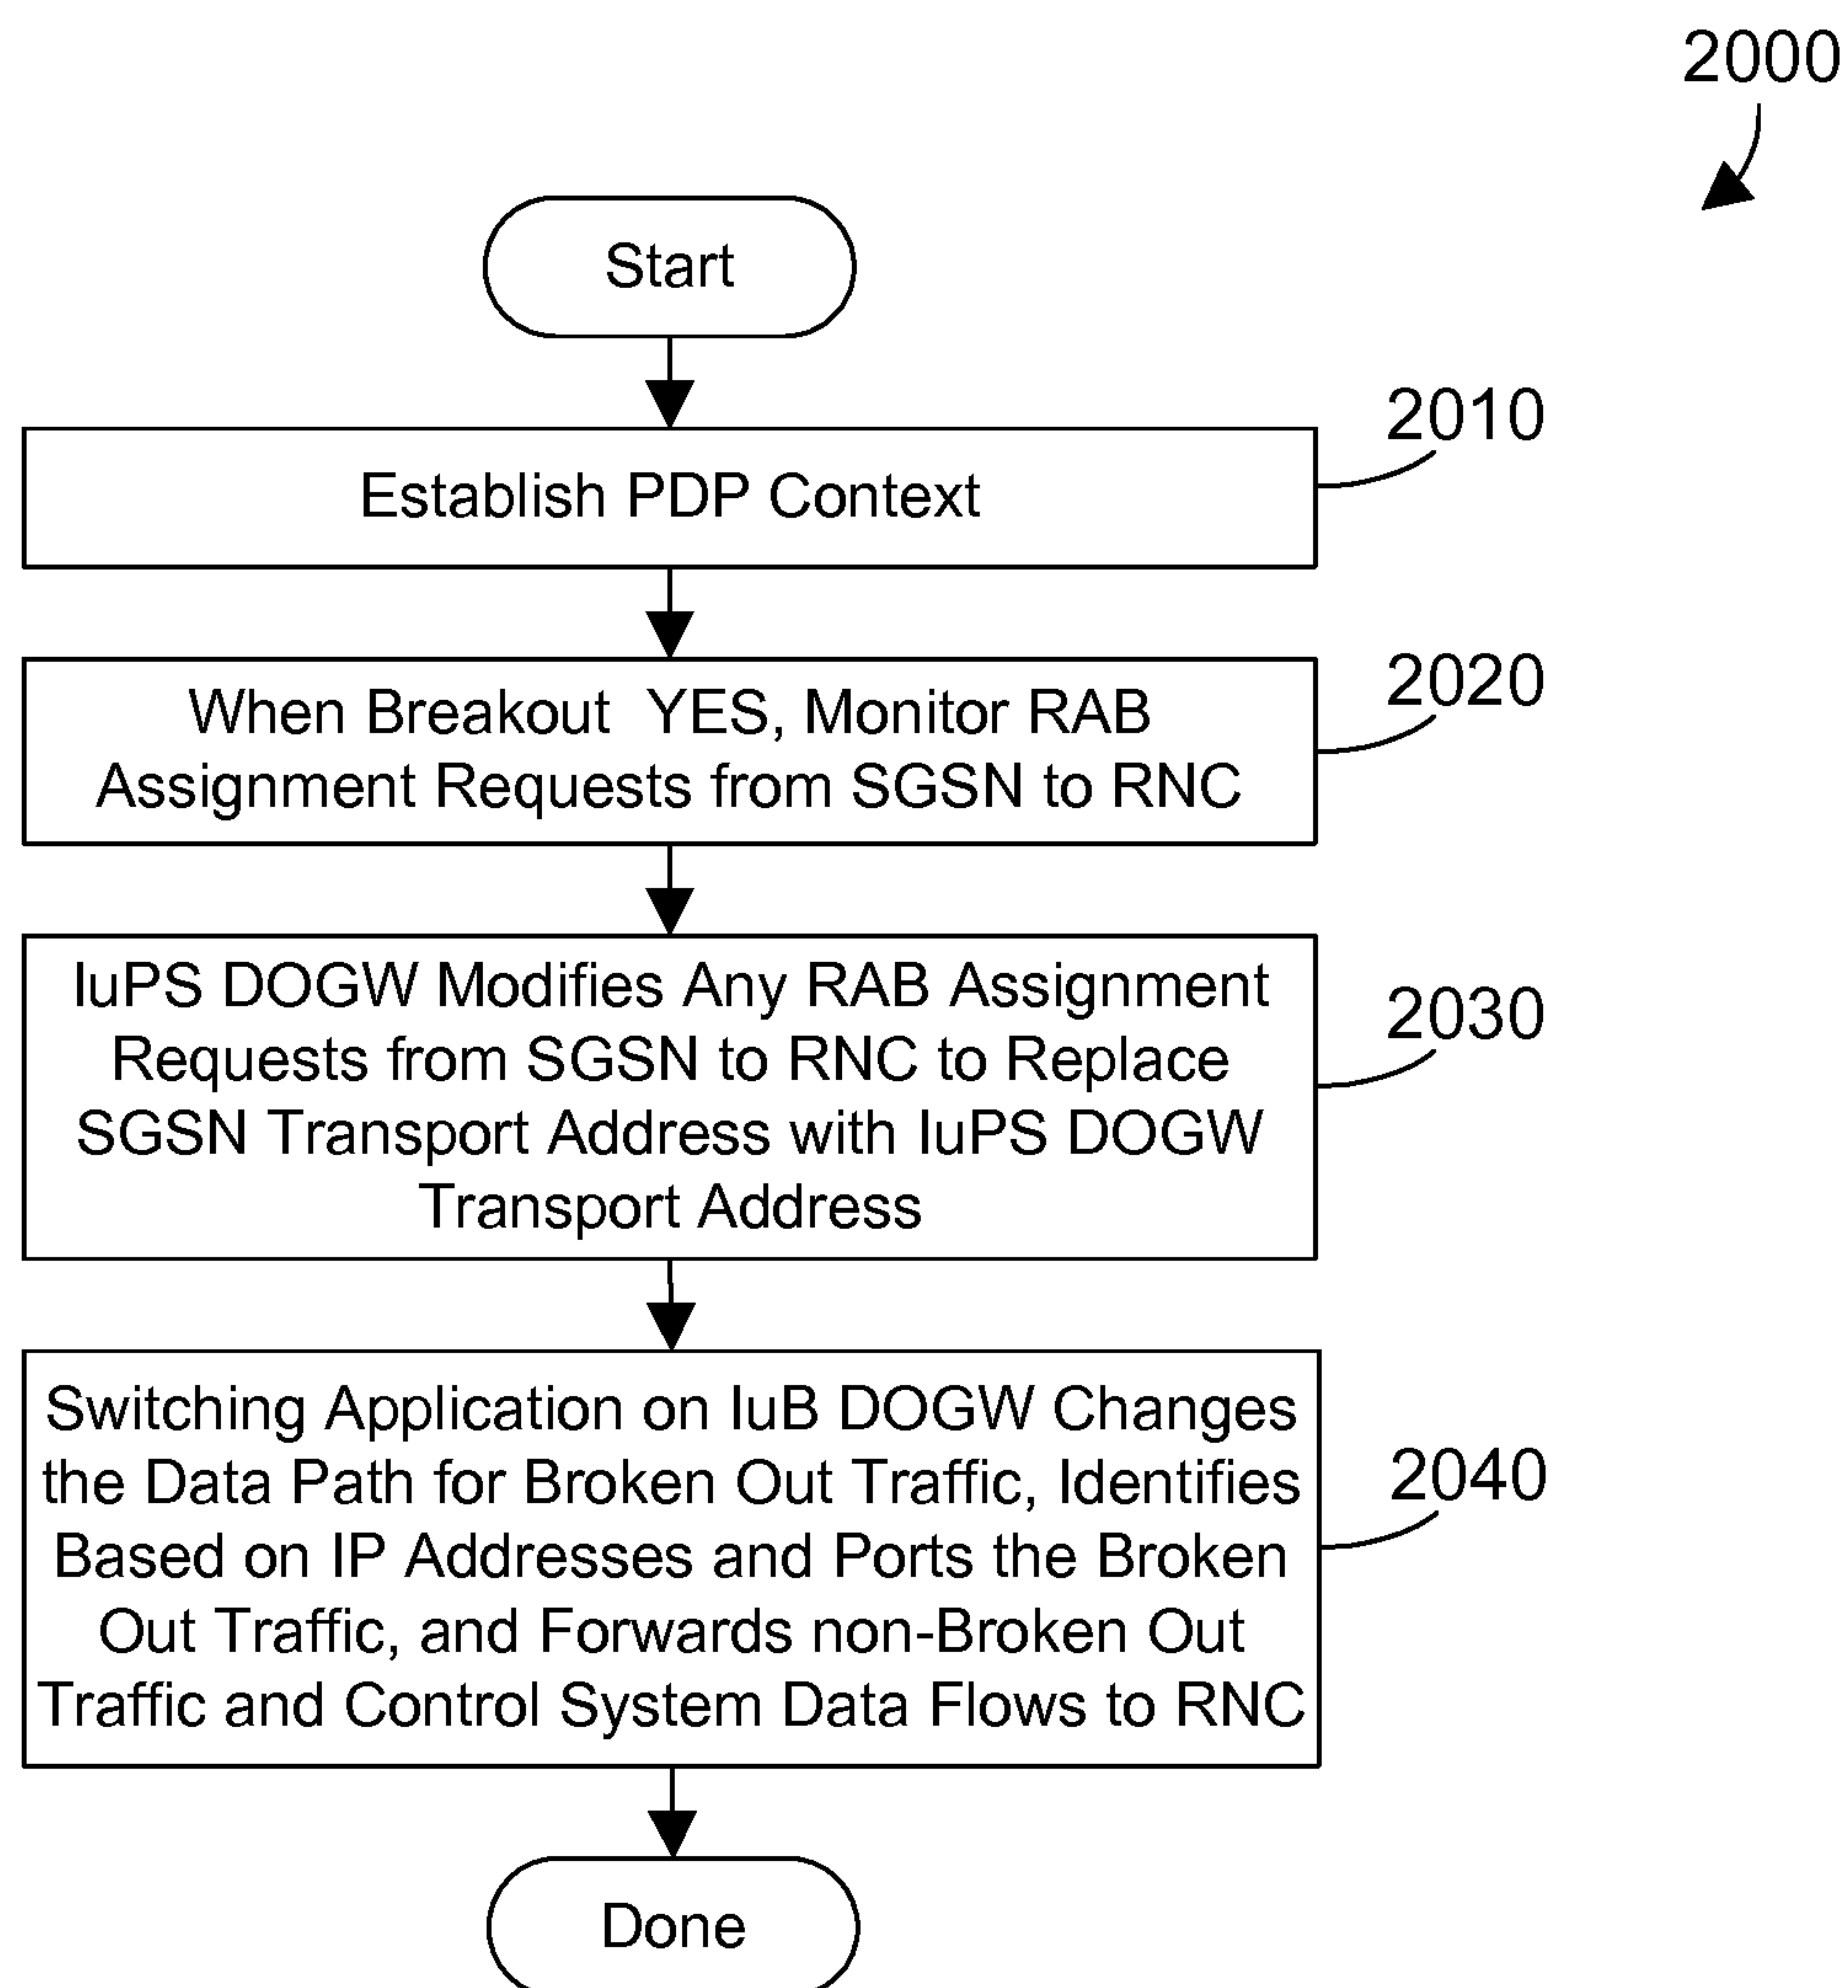 2000
Start
2010
Establish PDP Context
2020
When Breakout YES, Monitor RAB
Assignment Requests from SGSN to RNC
IuPS DOGW Modifies Any RAB Assignment
2030
Requests from SGSN to RNC to Replace
SGSN Transport Address with IuPS DOGW
Transport Address
Switching Application on IuB DOGW Changes
the Data Path for Broken Out Traffic, Identifies
2040
Based on IP Addresses and Ports the Broken
Out Traffic, and Forwards non-Broken Out
Traffic and Control System Data Flows to RNC
Done